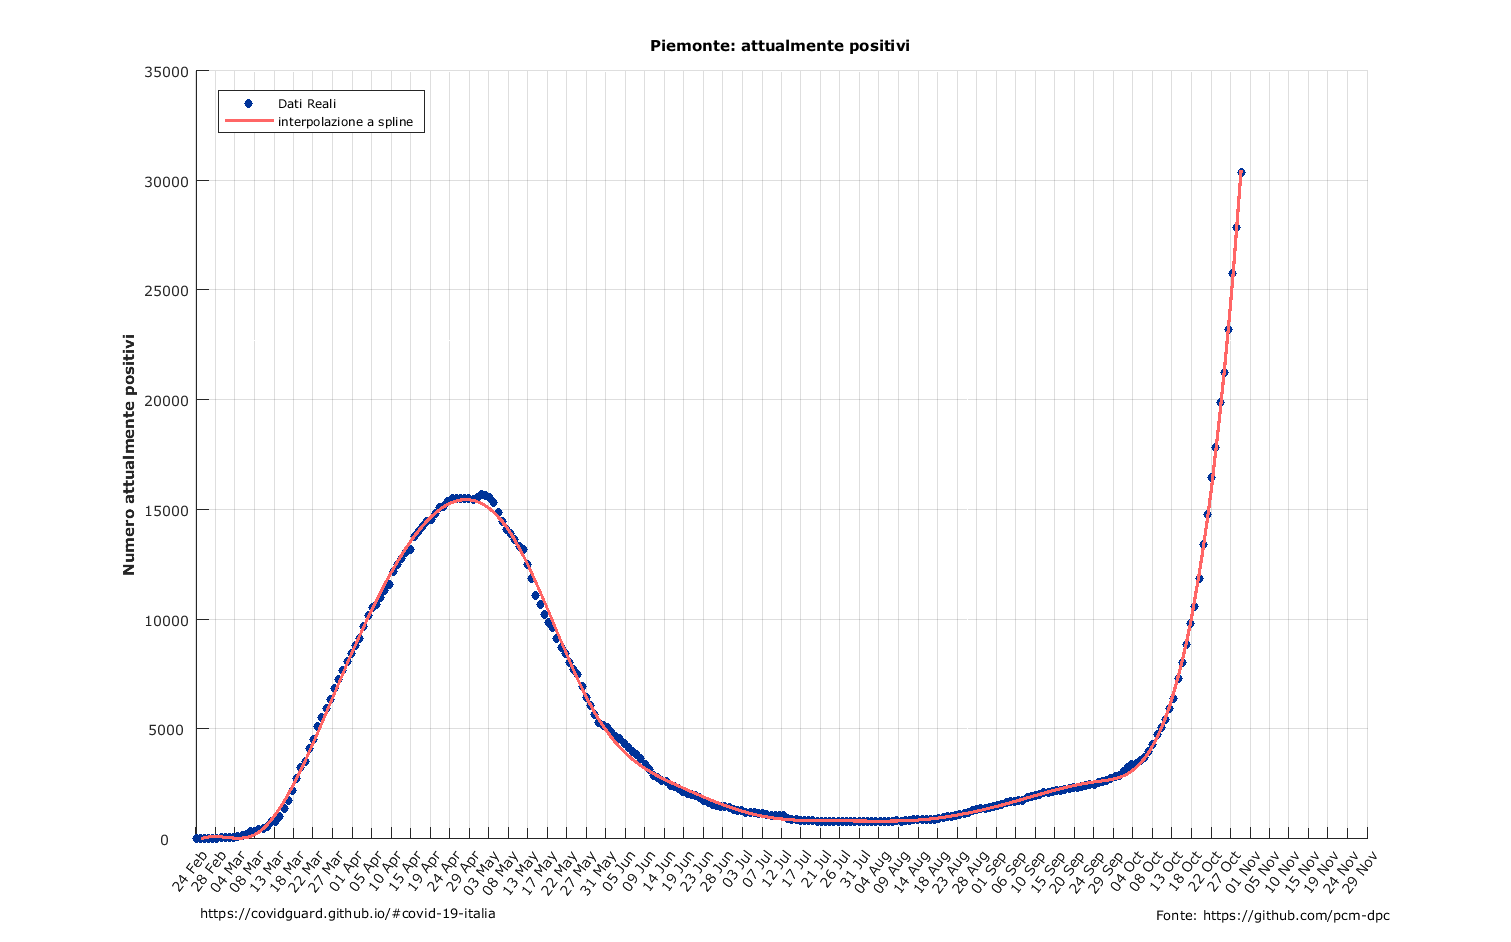 Piemonte: attualmente positivi
Dati Reali
interpolazione a spline
Numero attualmente positivi
35000
30000
25000
20000
15000
10000
5000
0
24 Feb
28 Feb
04 Mar
08 Mar
13 Mar
18 Mar
22 Mar
27 Mar
01 Apr
05 Apr
10 Apr
15 Apr
19 Apr
24 Apr
29 Apr
03 May
08 May
13 May
17 May
22 May
27 May
31 May
05 Jun
09 Jun
14 Jun
19 Jun
23 Jun
28 Jun
03 Jul
07 Jul
12 Jul
17 Jul
21 Jul
26 Jul
31 Jul
04 Aug
09 Aug
14 Aug
18 Aug
23 Aug
28 Aug
01 Sep
06 Sep
10 Sep
15 Sep
20 Sep
24 Sep
29 Sep
04 Oct
08 Oct
13 Oct
18 Oct
22 Oct
27 Oct
01 Nov
05 Nov
10 Nov
15 Nov
19 Nov
24 Nov
29 Nov
https://covidguard.github.io/#covid-19-italia
Fonte: https://github.com/pcm-dpc